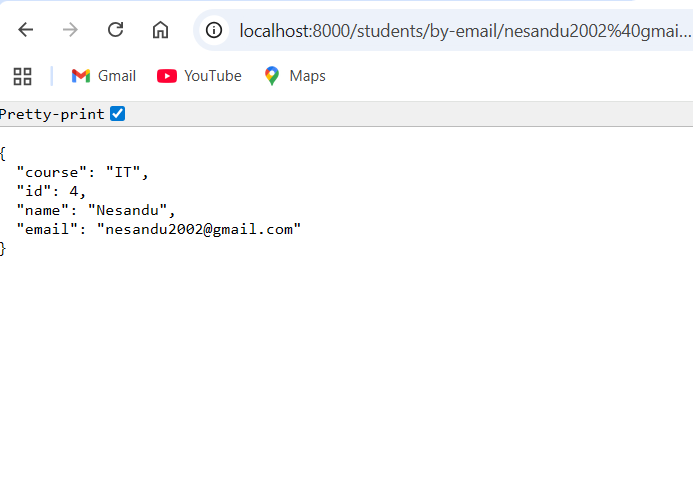 localhost:8000/students/by-email/nesandu2002%40gmai...
Gmail YouTube Maps
Pretty-print
{
  "course": "IT",
  "id": 4,
  "name": "Nesandu",
  "email": "nesandu2002@gmail.com"
}